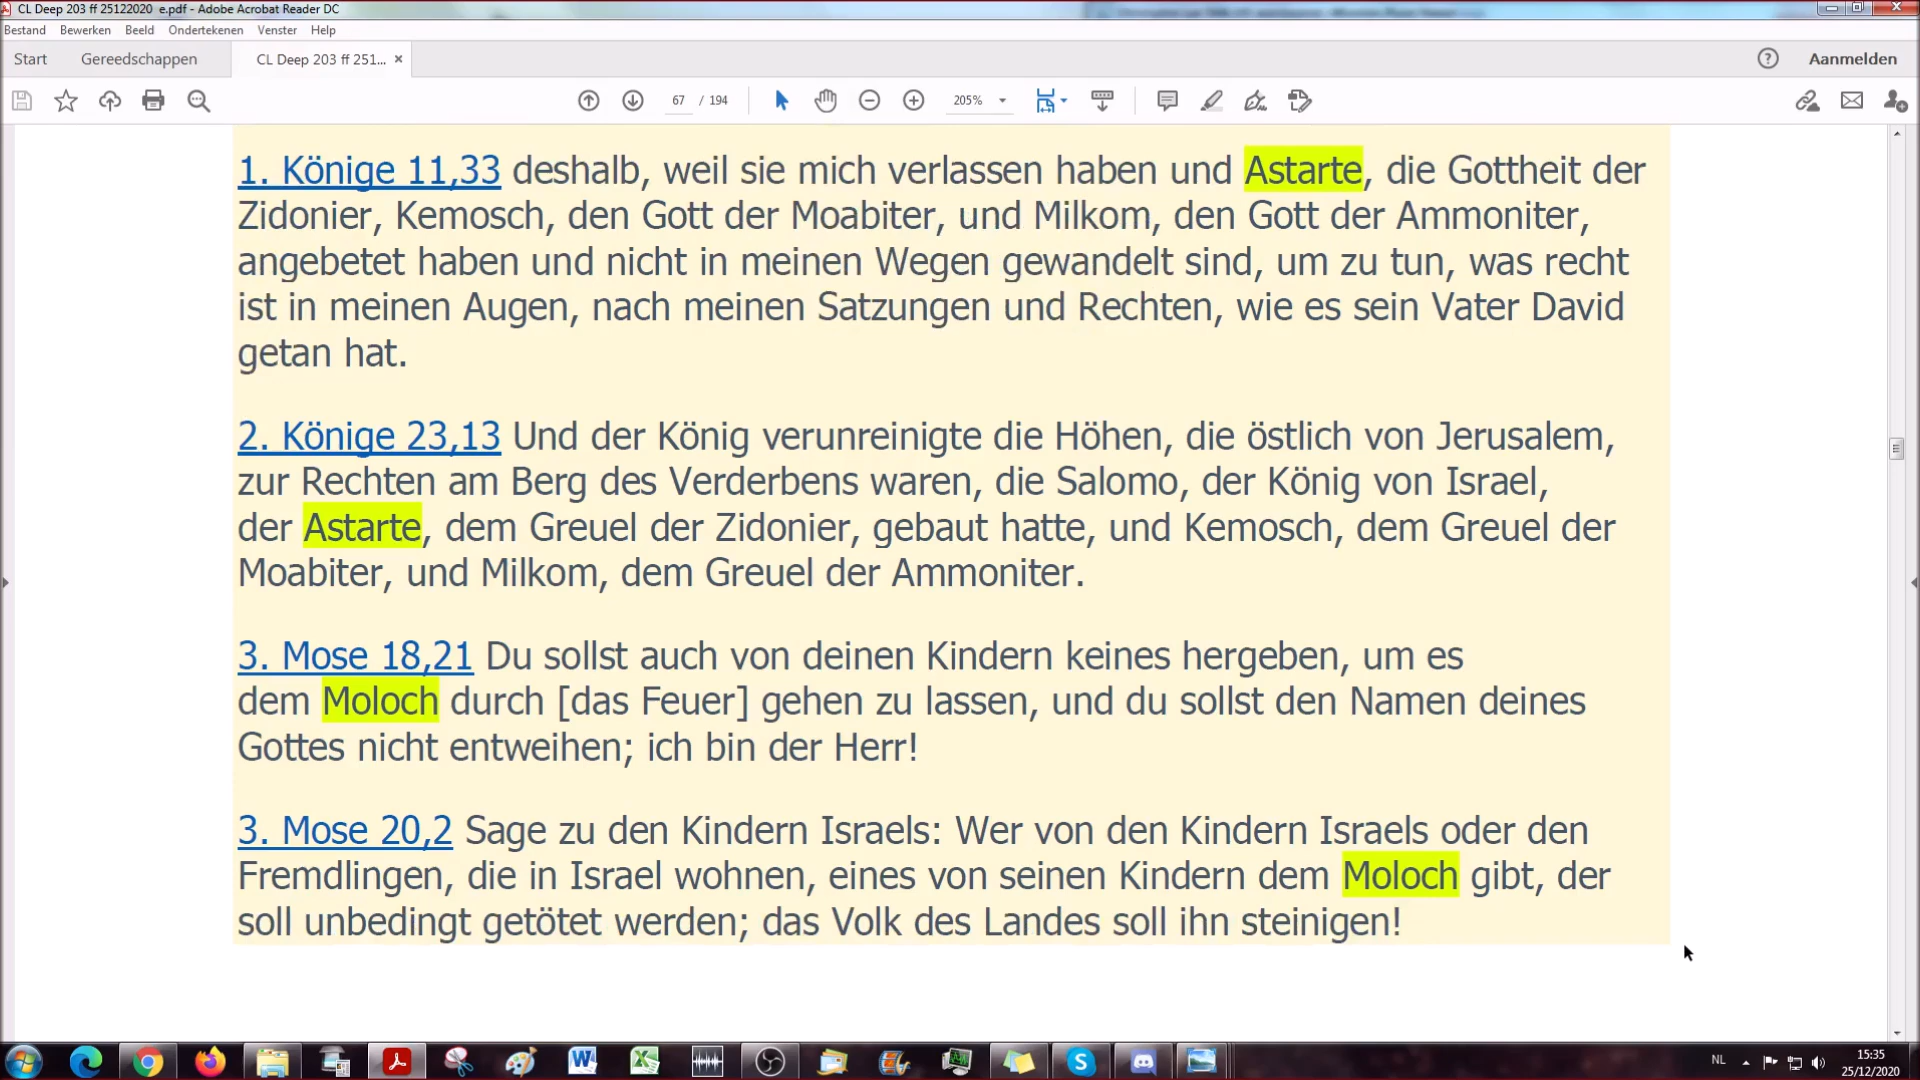 CL Deep 203 ff 25122020 e.pdf - Adobe Acrobat Reader DC
Bestand Bewerken Beeld Ondertekenen Venster Help
Start Gereedschappen CL Deep 203 ff 251... × Aanmelden
67 / 194 205%
1. Könige 11,33 deshalb, weil sie mich verlassen haben und Astarte, die Gottheit der
Zidonier, Kemosch, den Gott der Moabiter, und Milkom, den Gott der Ammoniter,
angebetet haben und nicht in meinen Wegen gewandelt sind, um zu tun, was recht
ist in meinen Augen, nach meinen Satzungen und Rechten, wie es sein Vater David
getan hat.
2. Könige 23,13 Und der König verunreinigte die Höhen, die östlich von Jerusalem,
zur Rechten am Berg des Verderbens waren, die Salomo, der König von Israel,
der Astarte, dem Greuel der Zidonier, gebaut hatte, und Kemosch, dem Greuel der
Moabiter, und Milkom, dem Greuel der Ammoniter.
3. Mose 18,21 Du sollst auch von deinen Kindern keines hergeben, um es
dem Moloch durch [das Feuer] gehen zu lassen, und du sollst den Namen deines
Gottes nicht entweihen; ich bin der Herr!
3. Mose 20,2 Sage zu den Kindern Israels: Wer von den Kindern Israels oder den
Fremdlingen, die in Israel wohnen, eines von seinen Kindern dem Moloch gibt, der
soll unbedingt getötet werden; das Volk des Landes soll ihn steinigen!
NL 15:35
25/12/2020